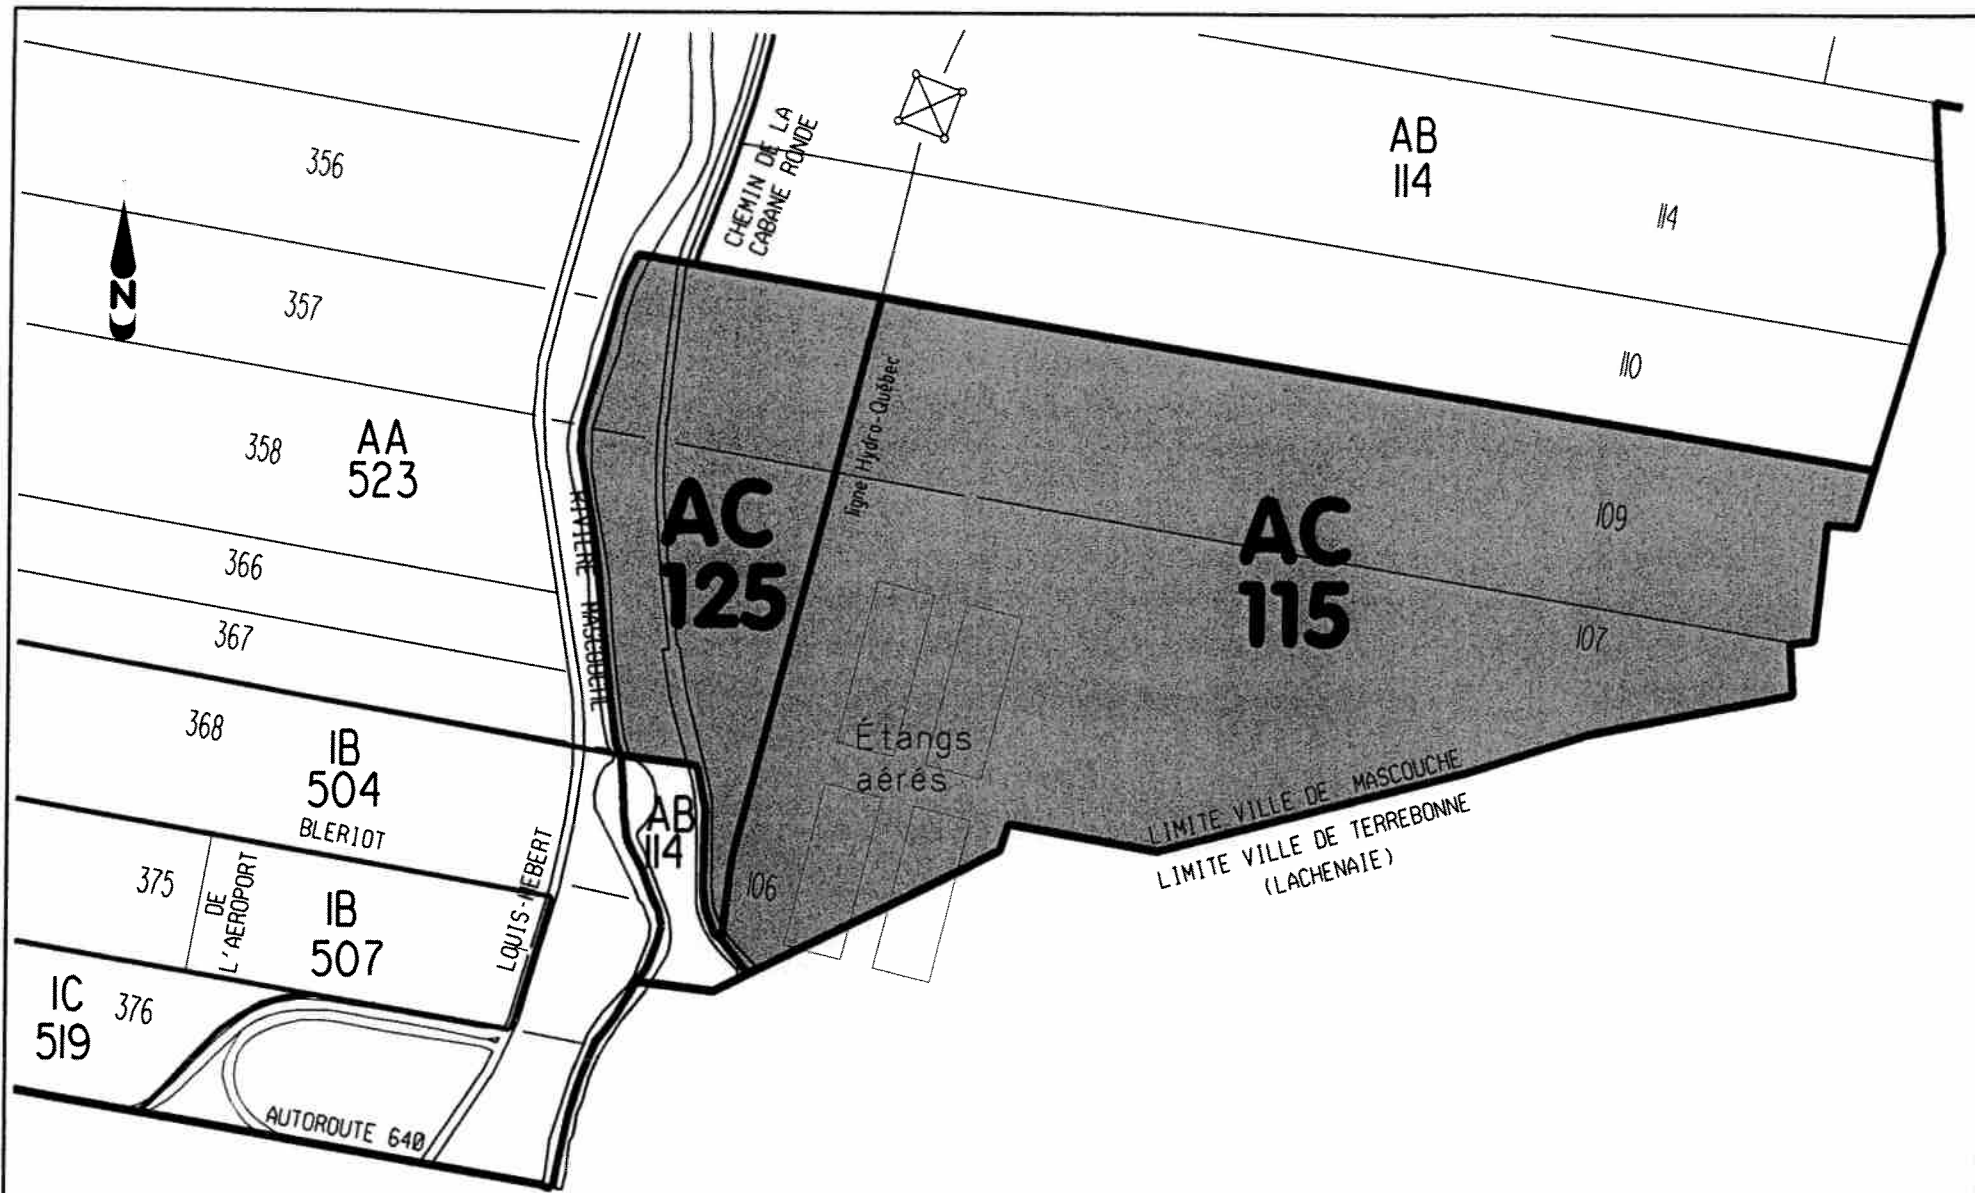 CHEMIN DE LA
CABANE RONDE
AB
114
114
356
N
357
110
ligne Hydro-Québec
358
AA
523
RIVIERE MASCOUCHE
AC
125
AC
115
109
107
366
367
368
IB
504
BLERIOT
Étangs
aérés
AB
114
106
LIMITE VILLE DE MASCOUCHE
LIMITE VILLE DE TERREBONNE
(LACHENAIE)
375
DE
L'AEROPORT
IB
507
LOUIS-HEBERT
IC
519
376
AUTOROUTE 640